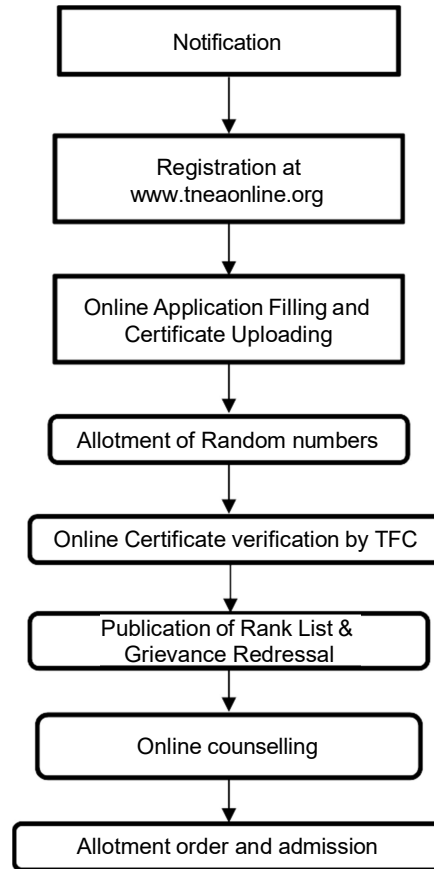 Notification
Registration at
www.tneaonline.org
Online Application Filling and
Certificate Uploading
Allotment of Random numbers
Online Certificate verification by TFC
Publication of Rank List &
Grievance Redressal
Online counselling
Allotment order and admission